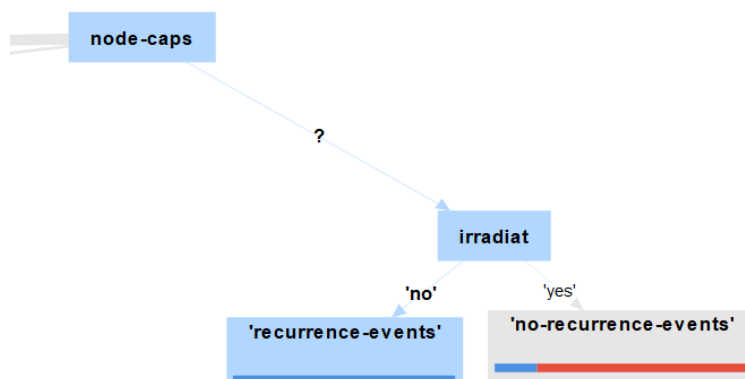 node-caps
?
irradiat
'no'
'yes'
'recurrence-events'
'no-recurrence-events'